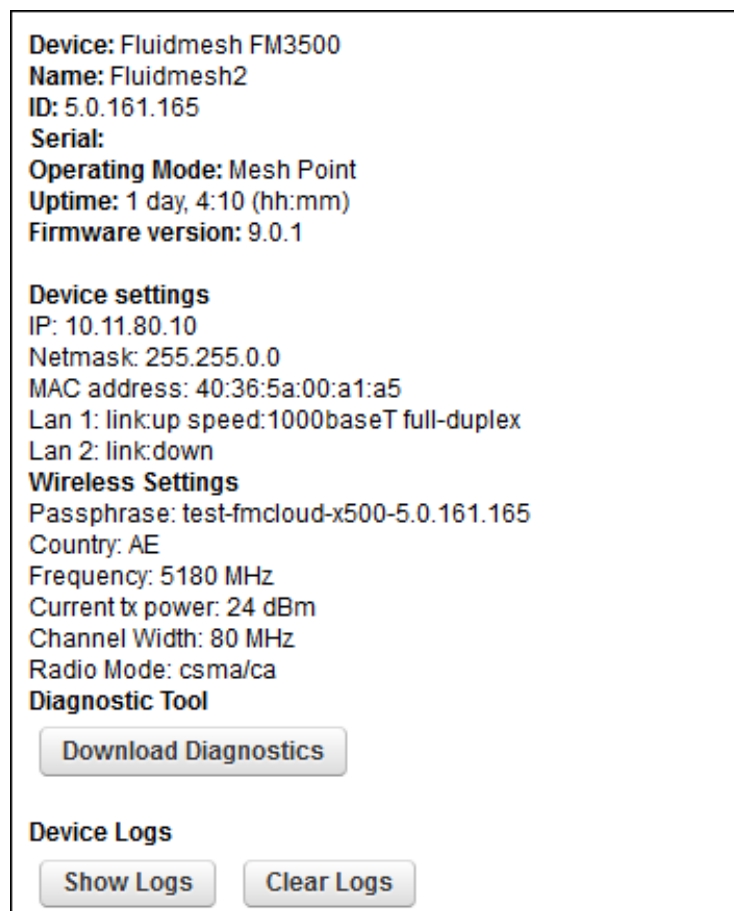 Device: Fluidmesh FM3500
Name: Fluidmesh2
ID: 5.0.161.165
Serial:
Operating Mode: Mesh Point
Uptime: 1 day, 4:10 (hh:mm)
Firmware version: 9.0.1
Device settings
IP: 10.11.80.10
Netmask: 255.255.0.0
MAC address: 40:36:5a:00:a1:a5
Lan 1: link:up speed:1000baseT full-duplex
Lan 2: link:down
Wireless Settings
Passphrase: test-fmcloud-x500-5.0.161.165
Country: AE
Frequency: 5180 MHz
Current tx power: 24 dBm
Channel Width: 80 MHz
Radio Mode: csma/ca
Diagnostic Tool
Download Diagnostics
Device Logs
Show Logs Clear Logs